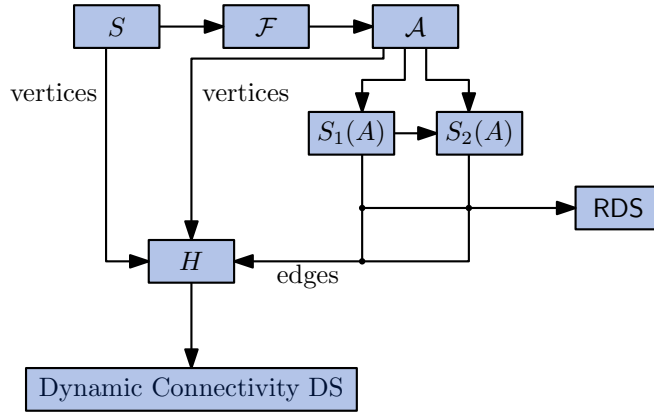 S
ℱ
𝒜
vertices
vertices
S₁(A)
S₂(A)
RDS
H
edges
Dynamic Connectivity DS